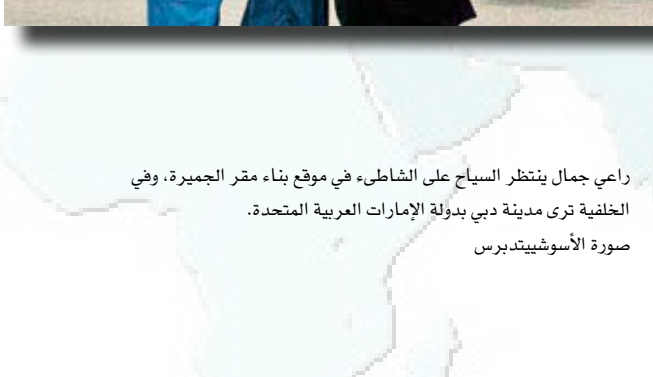 راعي جمال ينتظر السياح على الشاطىء في موقع بناء مقر الجميرة، وفي
الخلفية ترى مدينة دبي بدولة الإمارات العربية المتحدة.
صورة الأسوشييتدبرس